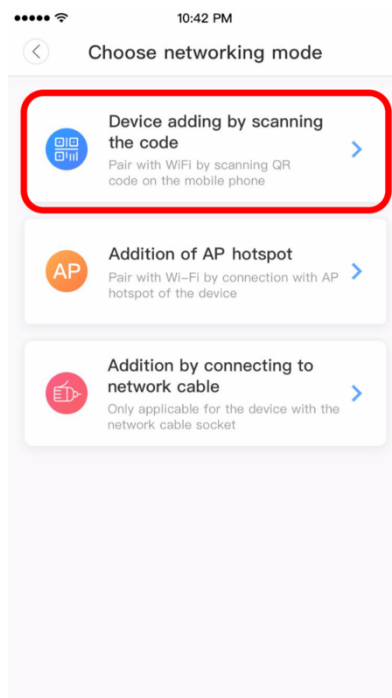 10:42 PM
Choose networking mode
Device adding by scanning
the code
Pair with WiFi by scanning QR
code on the mobile phone
AP
Addition of AP hotspot
Pair with Wi-Fi by connection with AP
hotspot of the device
Addition by connecting to
network cable
Only applicable for the device with the
network cable socket